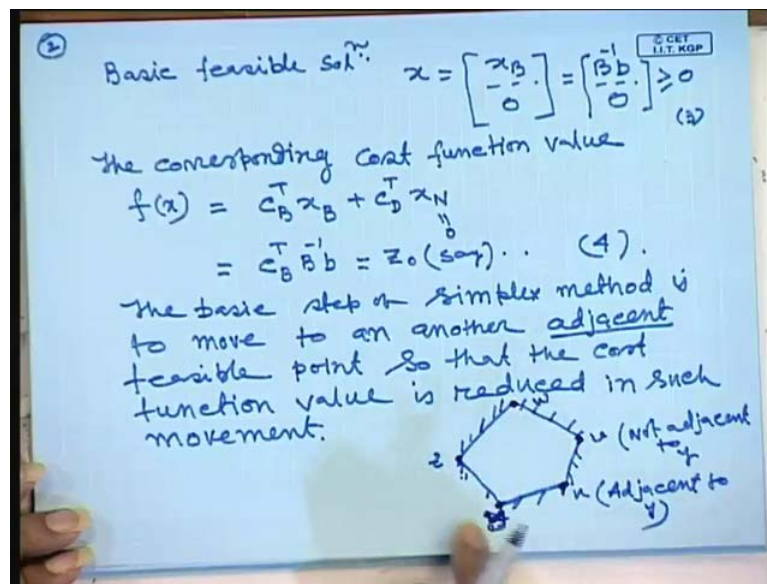 ②
© CET
I.I.T. KGP
Basic feasible Solⁿ: x = [x_B / 0] = [B⁻¹b / 0] ≥ 0
(3)
The corresponding Cost function value
f(x) = C_B^T x_B + C_D^T x_N
॥
0
= C_B^T B⁻¹ b = Z₀ (say) .. (4).
The basic step of simplex method is
to move to an another adjacent
feasible point so that the cost
function value is reduced in such
movement.
w
v (Not adjacent
to y
z
u (Adjacent to
y)